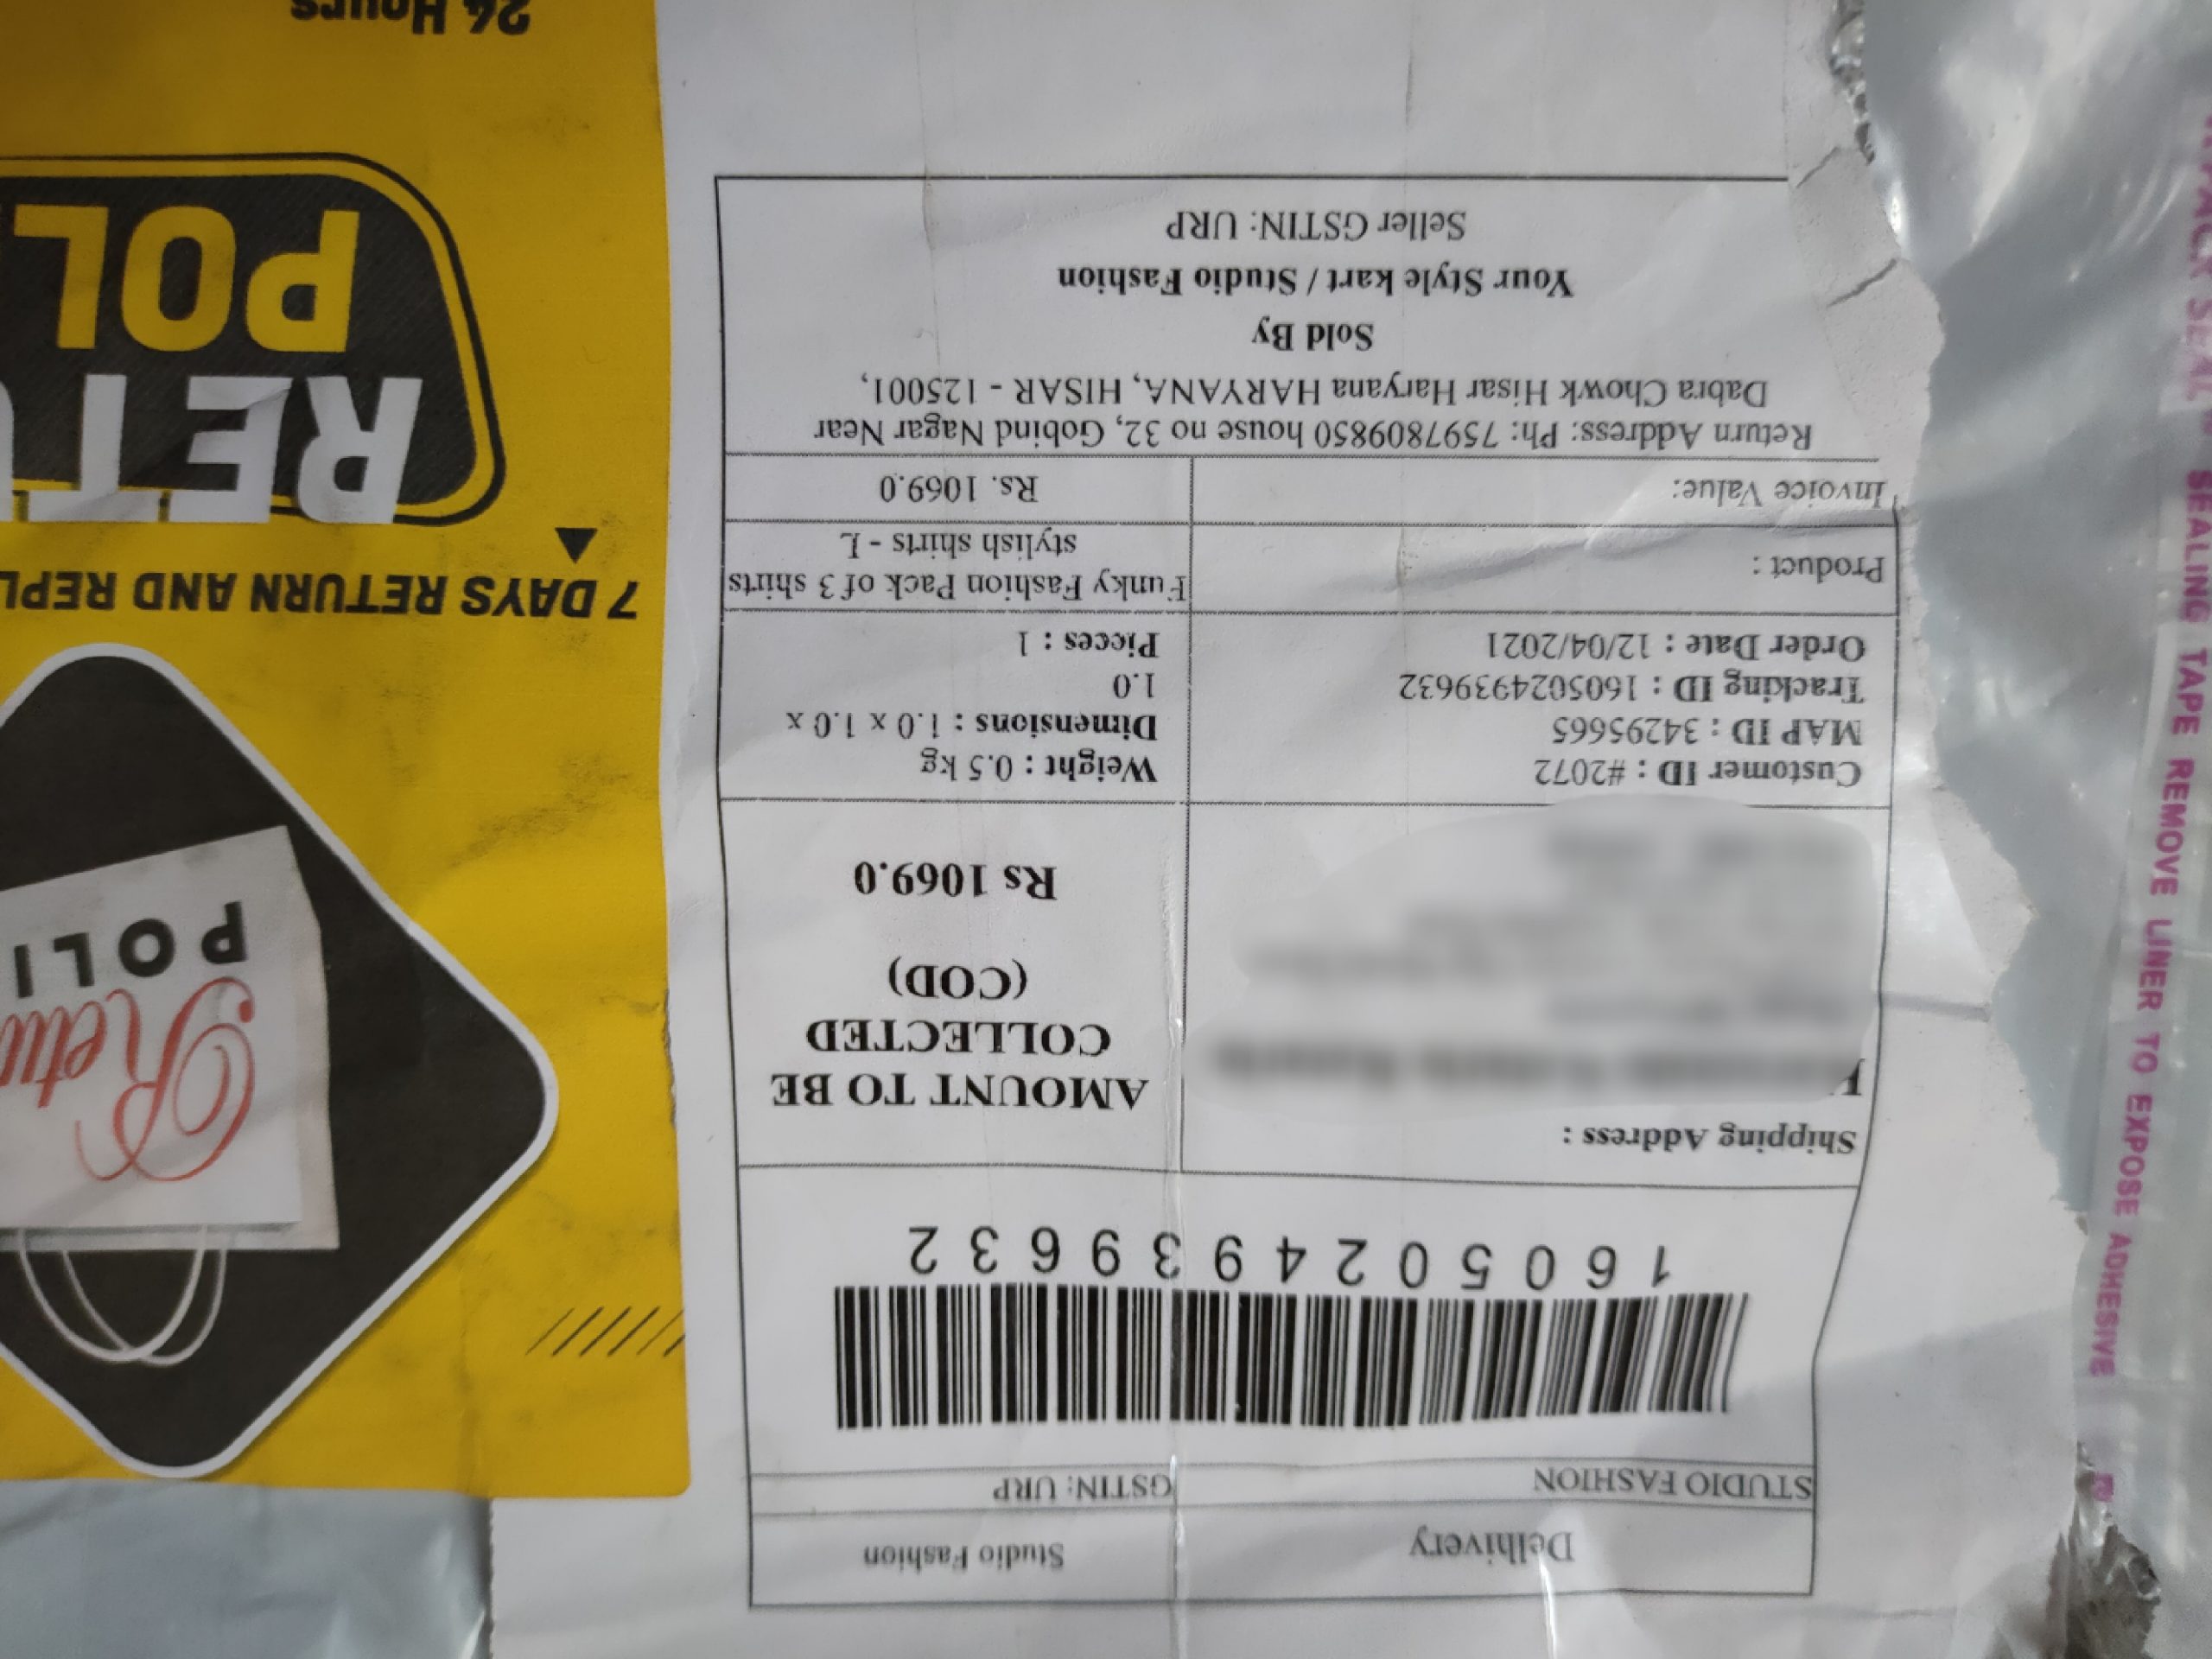 Delhivery
Studio Fashion
STUDIO FASHION
GSTIN: URP
1605024939632
Shipping Address :
AMOUNT TO BE
COLLECTED
(COD)
Rs 1069.0
Customer ID : #2072
MAP ID : 34295665
Tracking ID : 1605024939632
Order Date : 12/04/2021
Weight : 0.5 kg
Dimensions : 1.0 x 1.0 x
1.0
Pieces : 1
Product :
Funky Fashion Pack of 3 shirts
stylish shirts - L
Invoice Value:
Rs. 1069.0
Return Address: Ph: 7597809850 house no 32, Gobind Nagar Near
Dabra Chowk Hisar Haryana HARYANA, HISAR - 125001,
Sold By
Your Style kart / Studio Fashion
Seller GSTIN: URP
POLI
7 DAYS RETURN AND REPL
RETU
POL
24 Hours
SEALING TAPE REMOVE LINER TO EXPOSE ADHESIVE